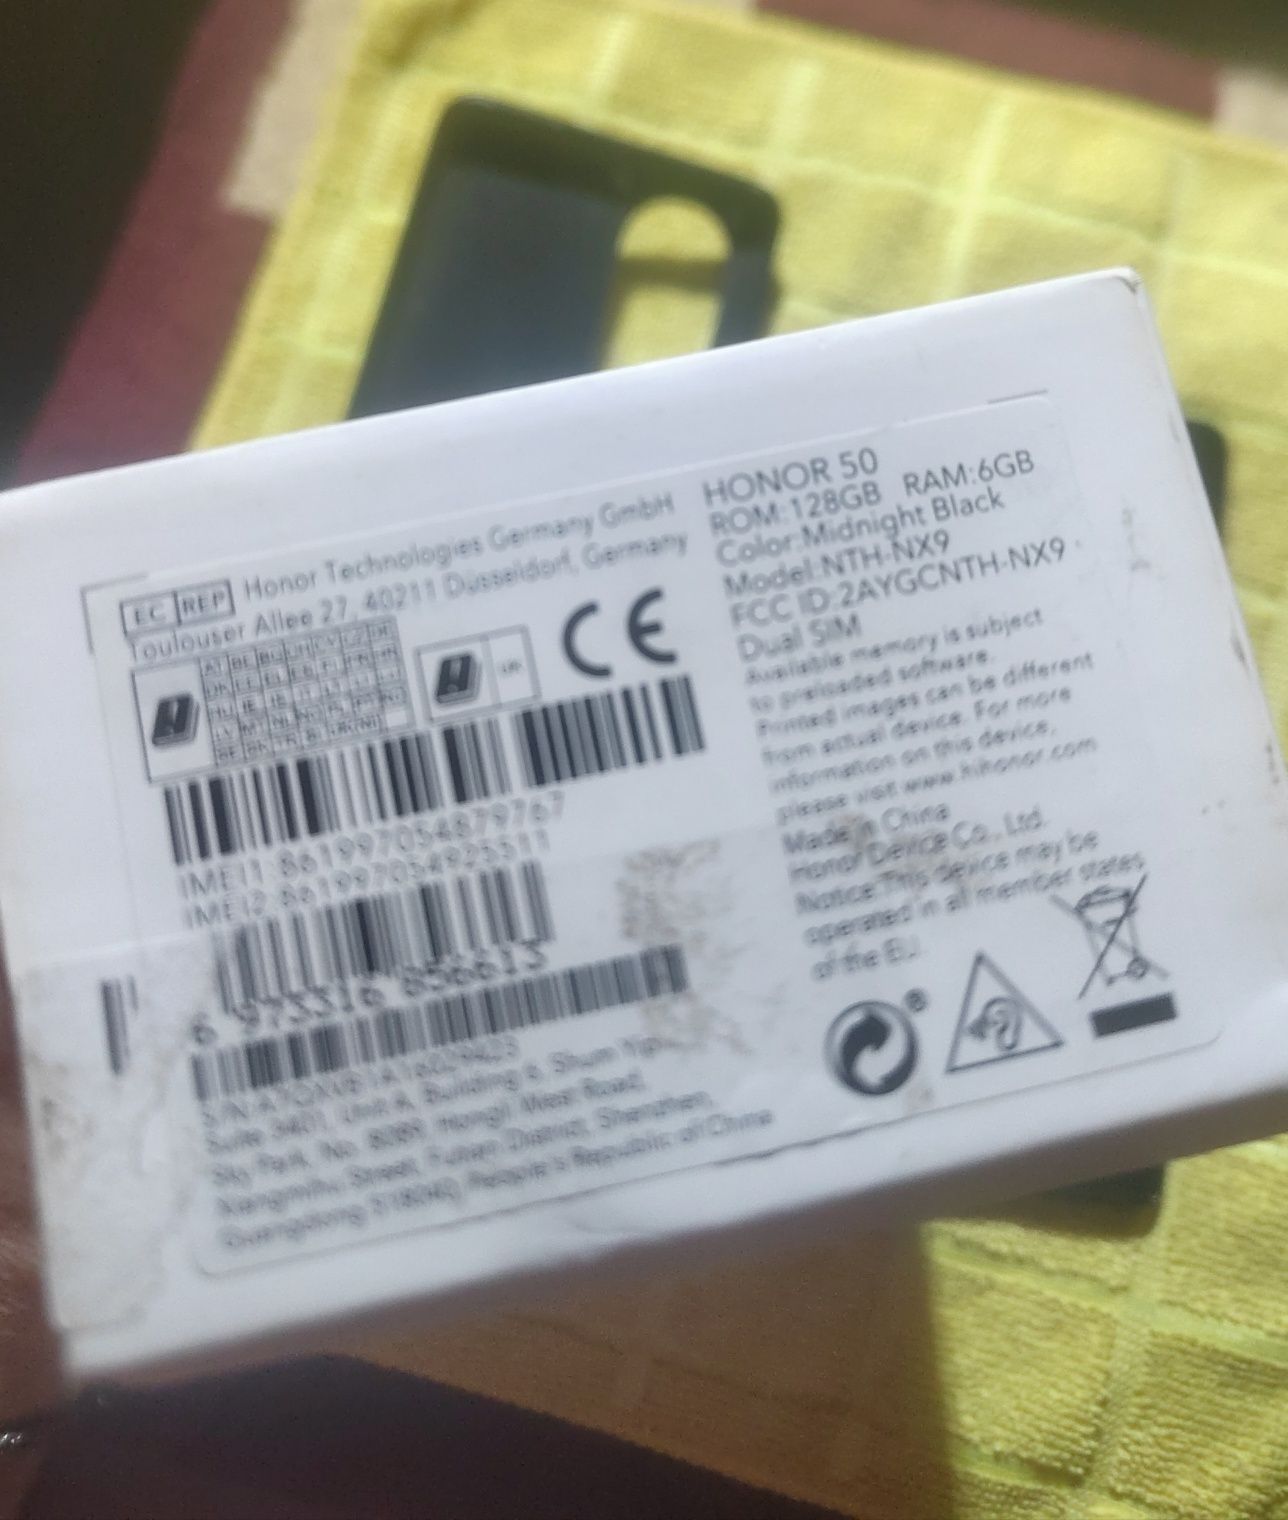 EC REP Honor Technologies Germany GmbH
Toulouser Allee 27, 40211 Düsseldorf, Germany
CE
IMEI1:861997054879767
IMEI2:861997054925511
6 973316 656613
Suite 3401, Unit A, Building 6, Shum Yip
Sky Park, No. 8089, Hongli West Road,
Xiangmihu Street, Futian District, Shenzhen,
Guangdong 518040, People's Republic of China
HONOR 50
ROM:128GB RAM:6GB
Color:Midnight Black
Model:NTH-NX9
FCC ID:2AYGCNTH-NX9
Dual SIM
Available memory is subject
to preloaded software.
Printed images can be different
from actual device. For more
information on this device,
please visit www.hihonor.com
Made in China
Honor Device Co., Ltd.
Notice:This device may be
operated in all member states
of the EU